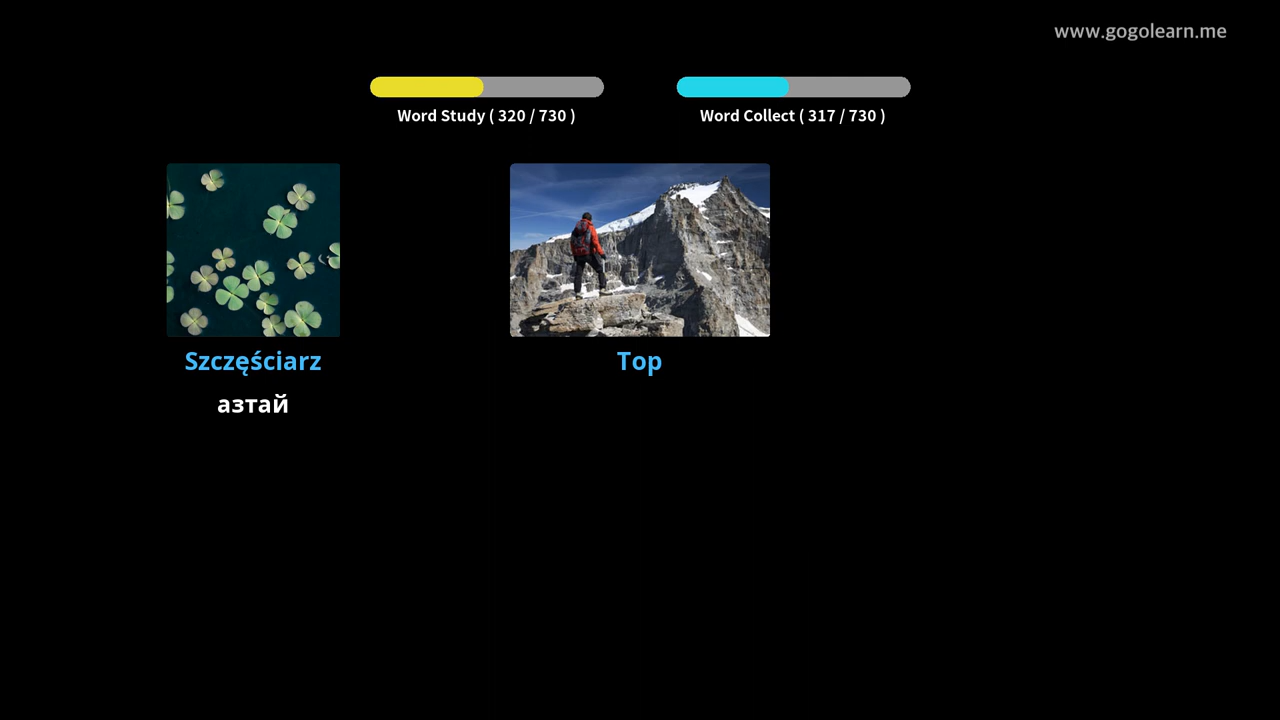 www.gogolearn.me
Word Study ( 320 / 730 )
Word Collect ( 317 / 730 )
Szczęściarz
азтай
Top